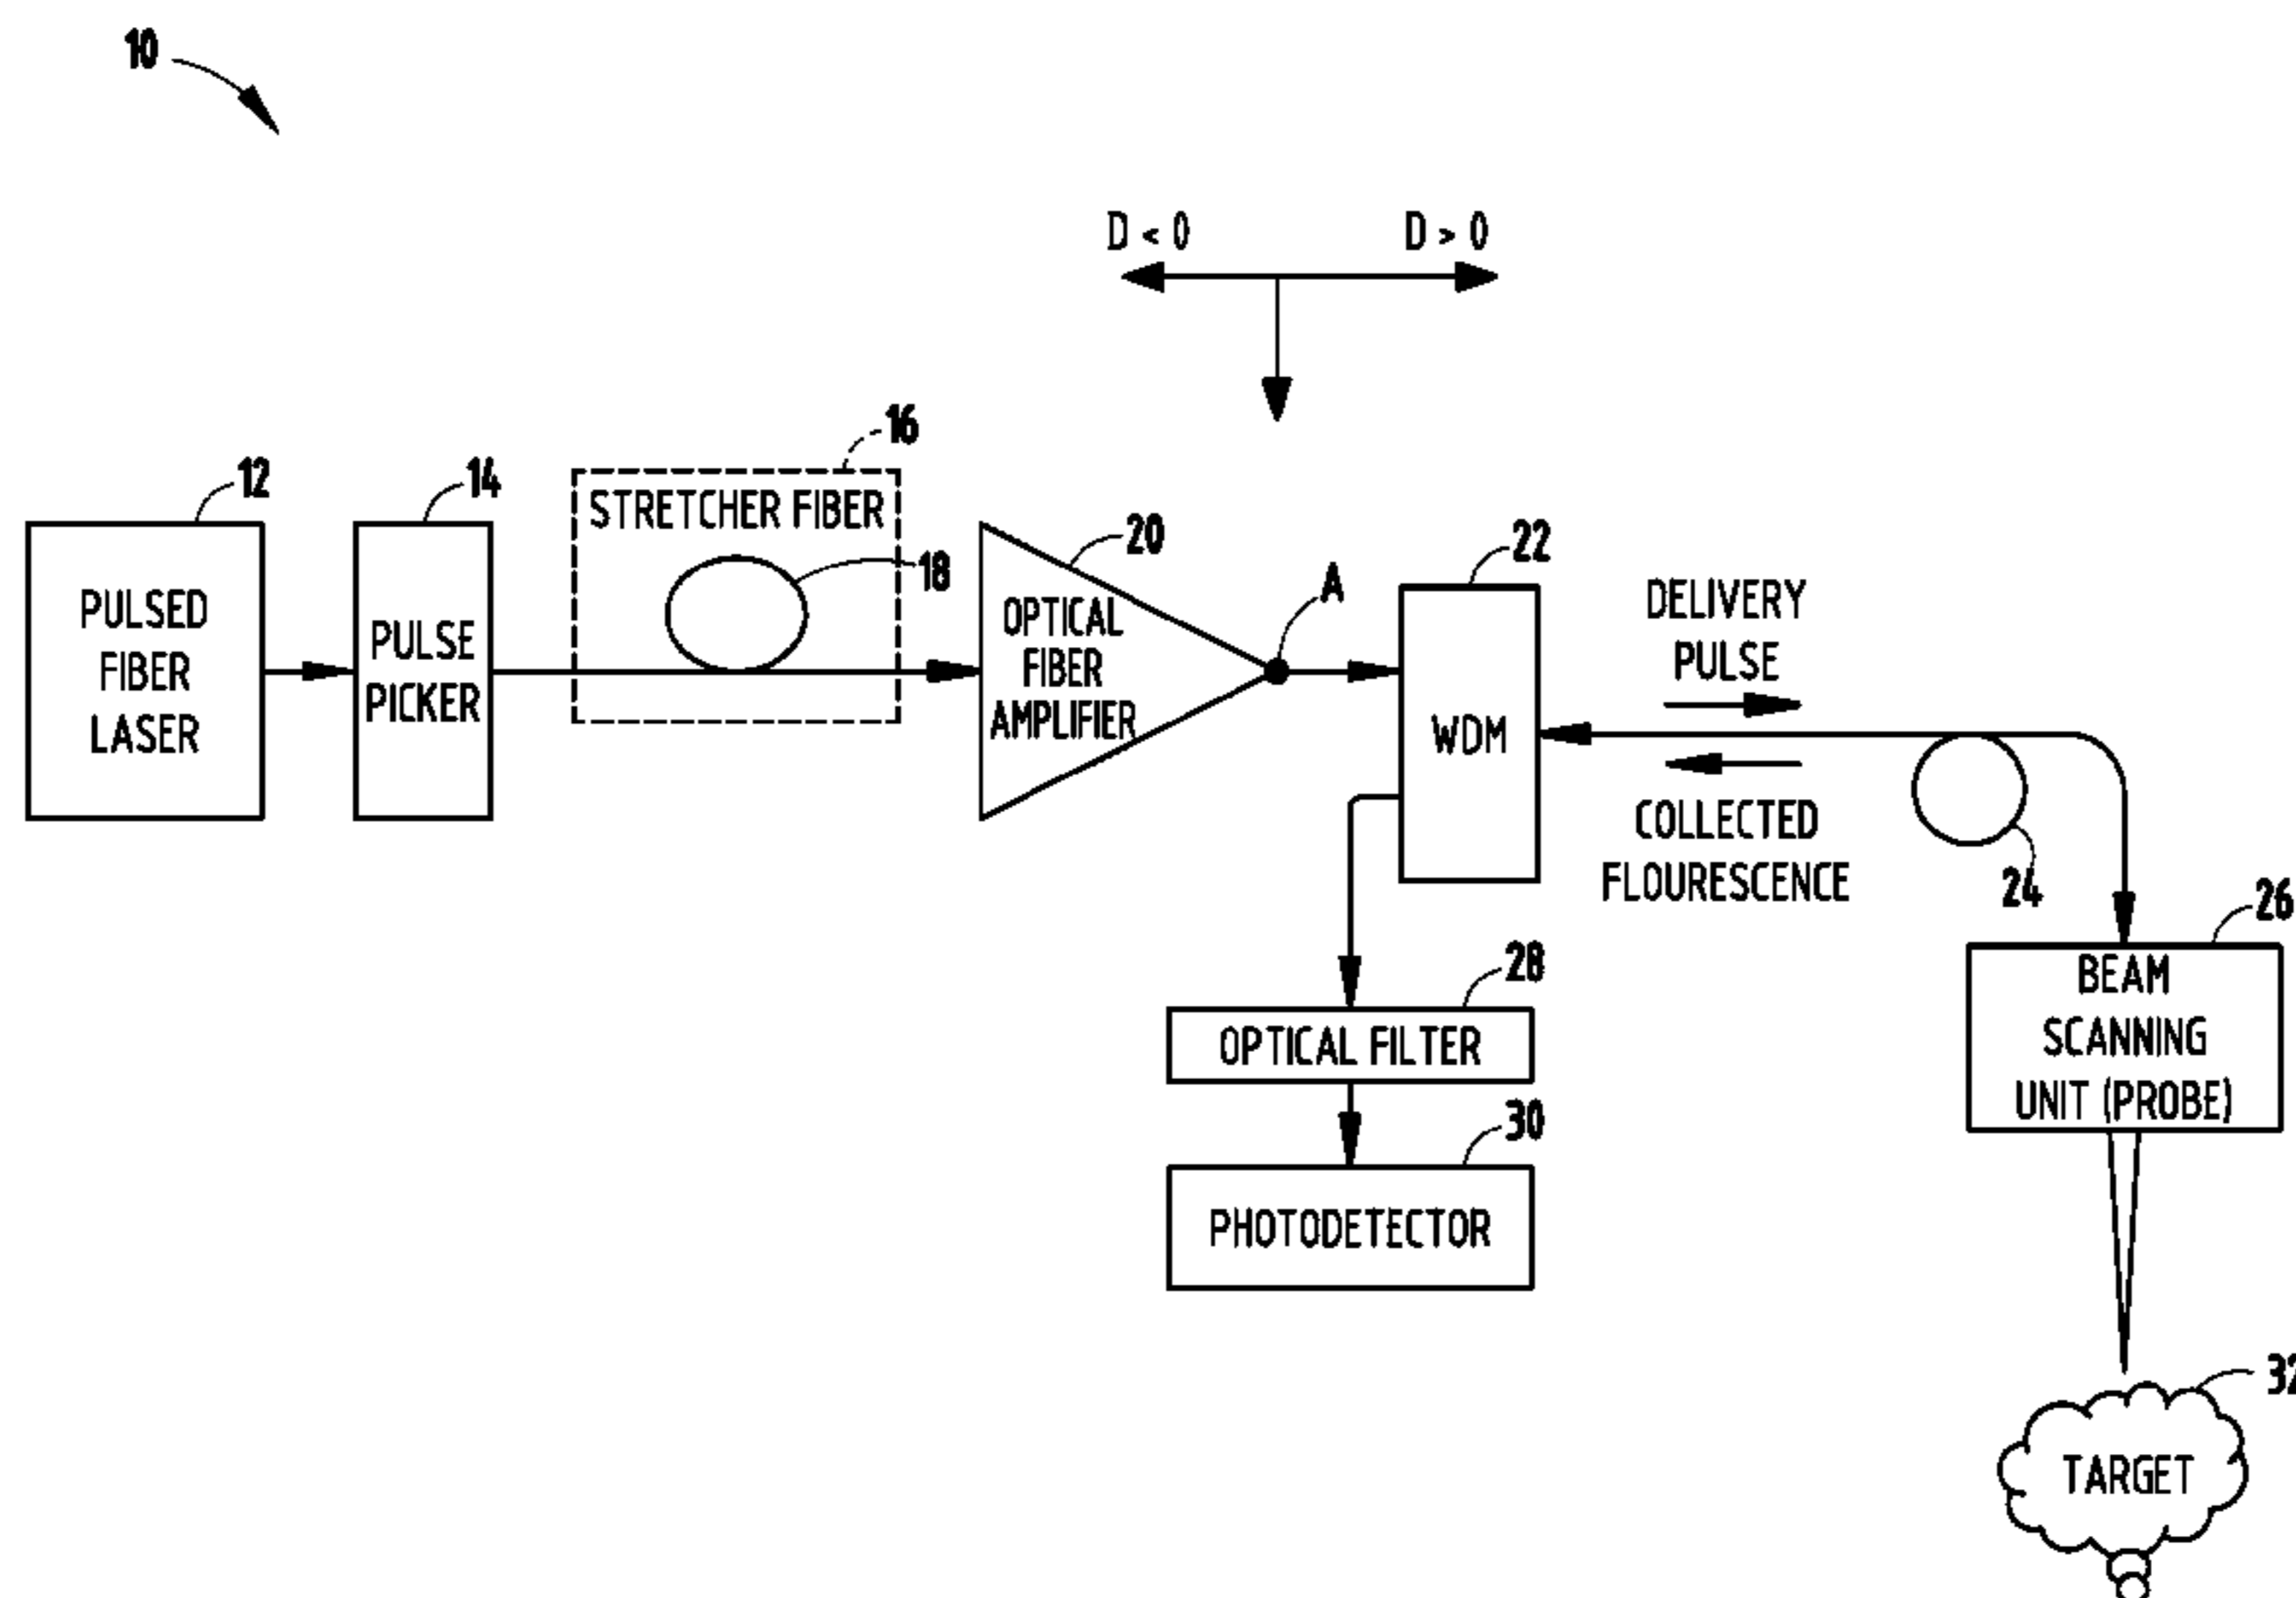 10
D < 0
D > 0
16
12
14
STRETCHER FIBER
18
20
22
A
PULSED
FIBER
LASER
PULSE
PICKER
OPTICAL
FIBER
AMPLIFIER
WDM
DELIVERY
PULSE
COLLECTED
FLOURESCENCE
24
26
BEAM
SCANNING
UNIT (PROBE)
28
OPTICAL FILTER
30
PHOTODETECTOR
32
TARGET